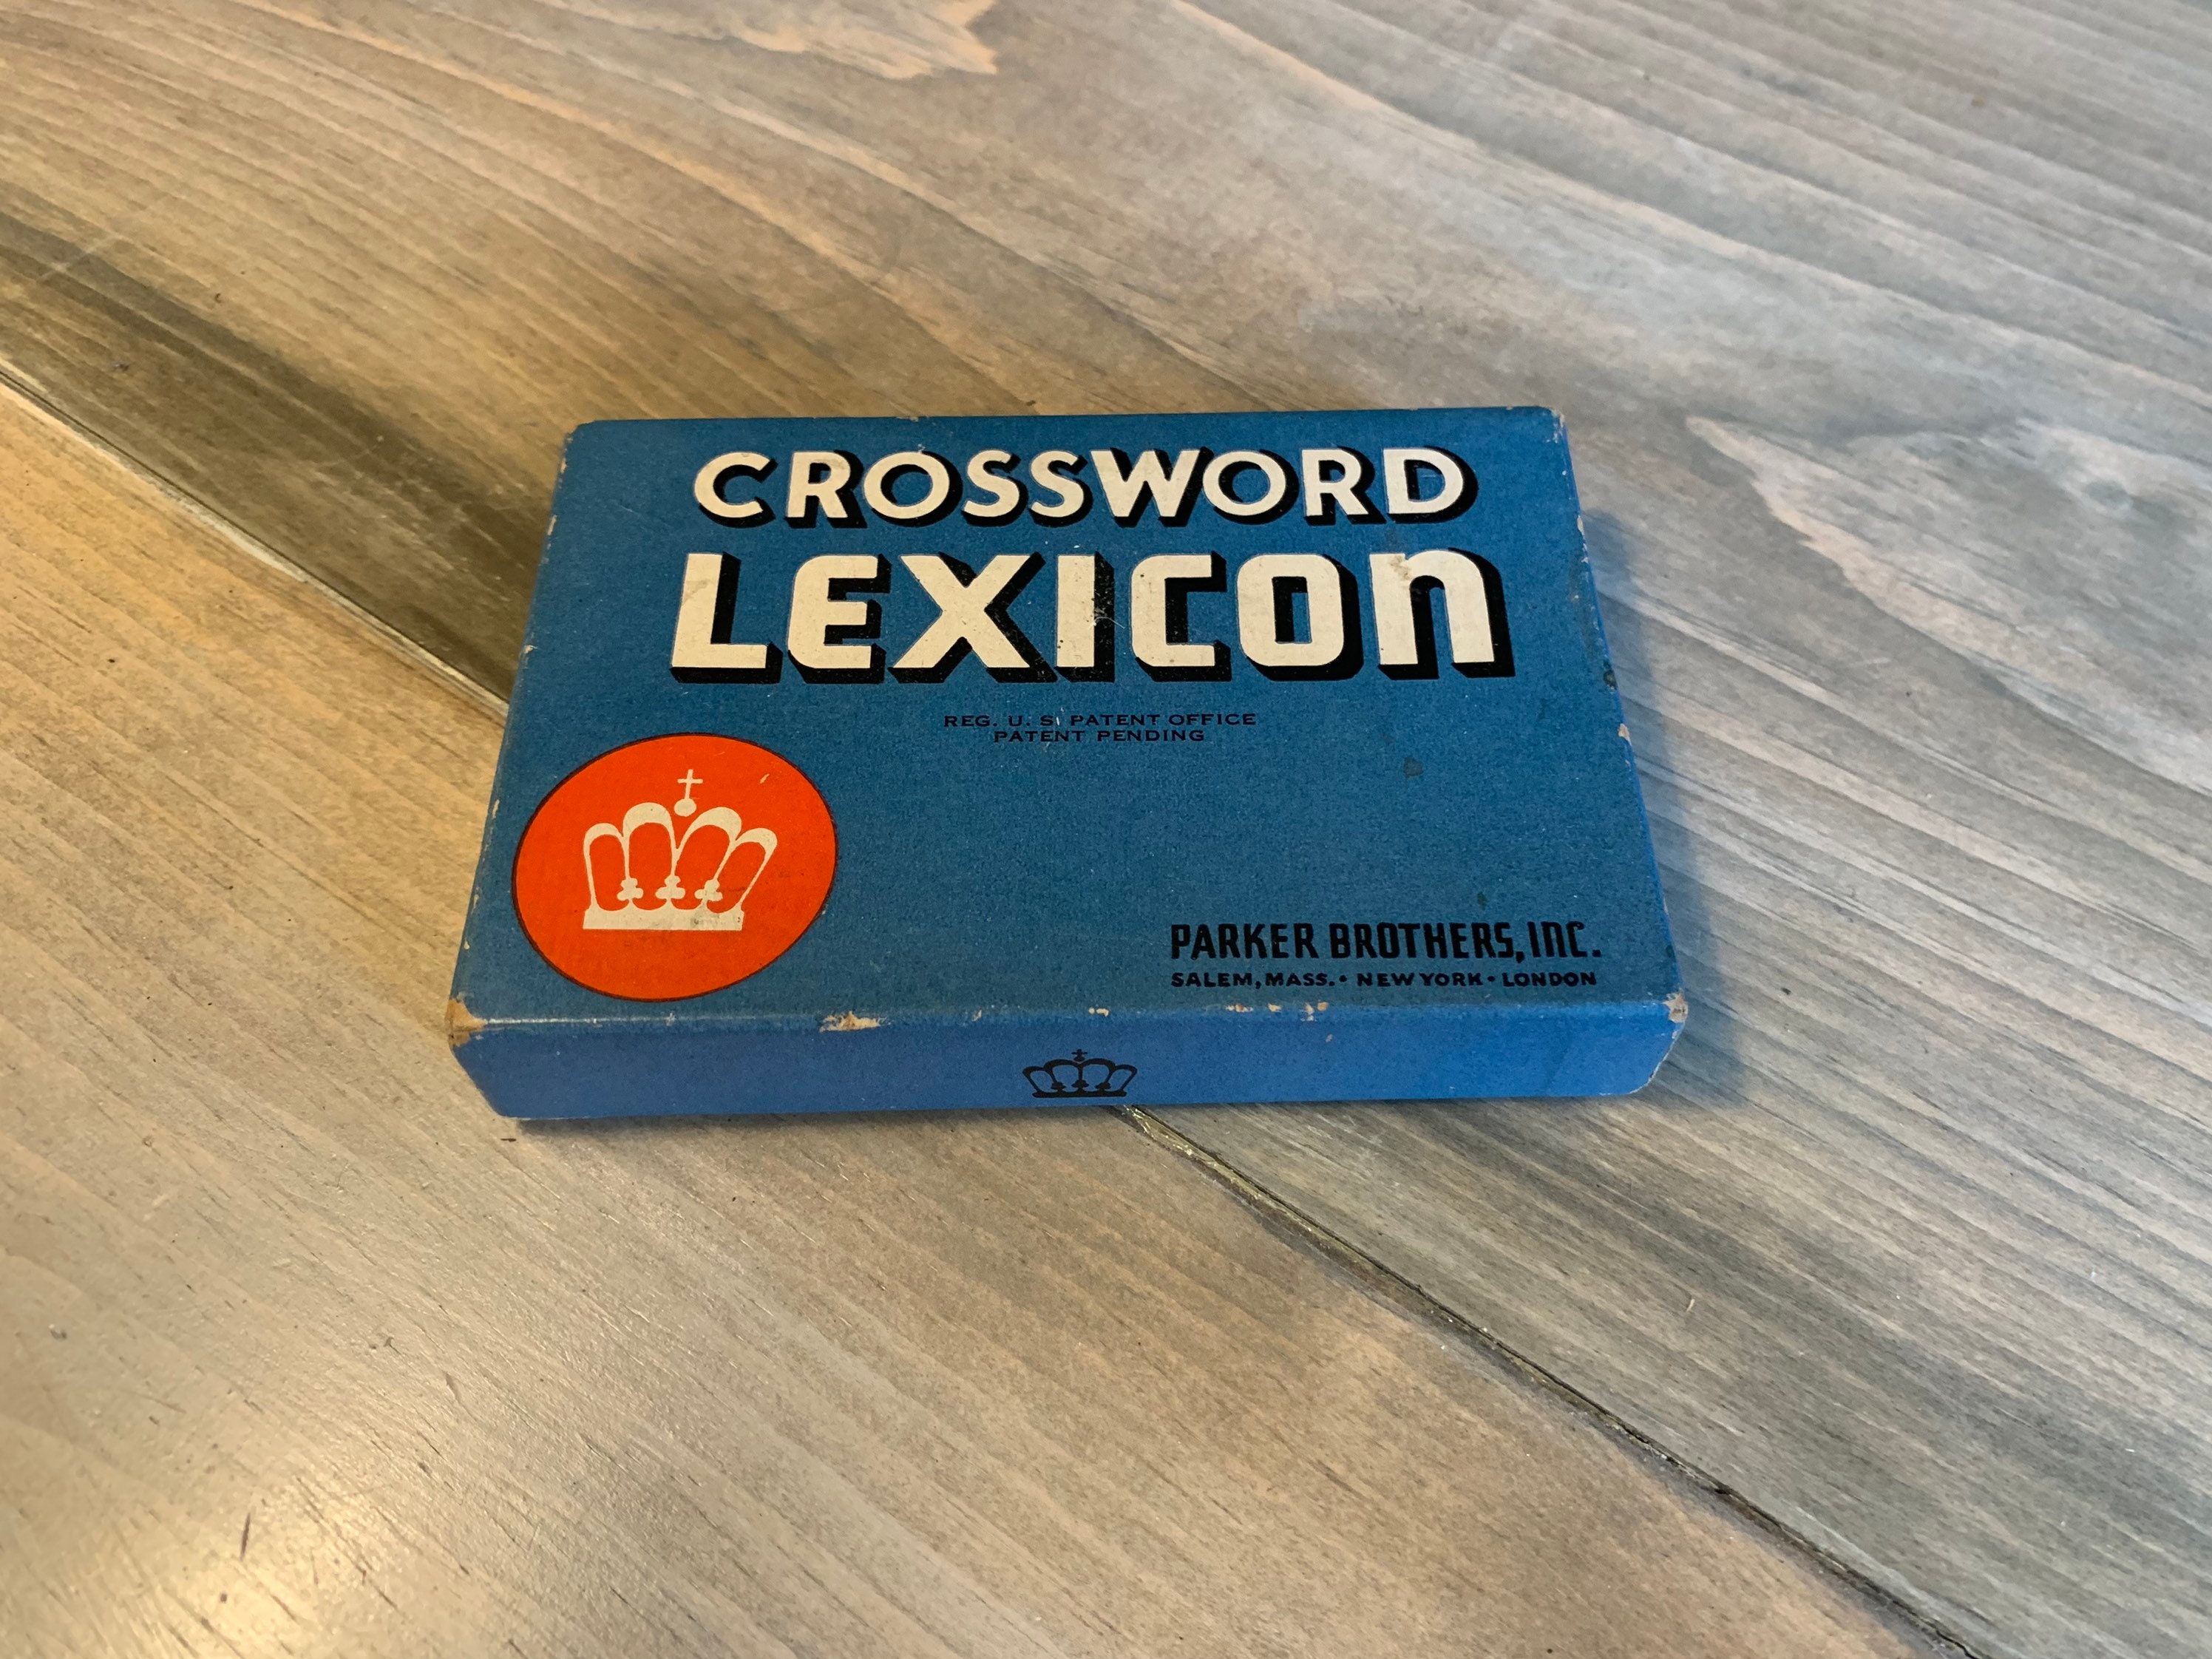 CROSSWORD
LEXICON
REG. U. S. PATENT OFFICE
PATENT PENDING
PARKER BROTHERS, INC.
SALEM, MASS. • NEW YORK • LONDON